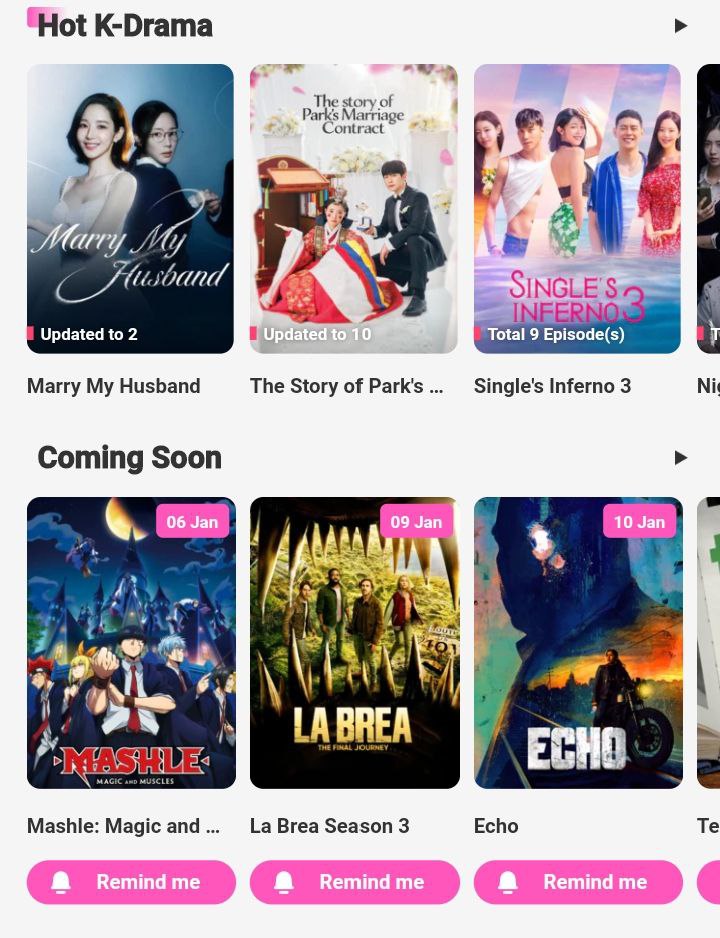 Hot K-Drama
The story of
Park's Marriage
Contract
Marry My
Husband
SINGLE'S
INFERNO3
Updated to 2
Updated to 10
Total 9 Episode(s)
Marry My Husband
The Story of Park's ...
Single's Inferno 3
Coming Soon
06 Jan
09 Jan
10 Jan
LA BREA
THE FINAL JOURNEY
ECHO
MASHLE
MAGIC AND MUSCLES
Mashle: Magic and ...
La Brea Season 3
Echo
Te
Remind me
Remind me
Remind me